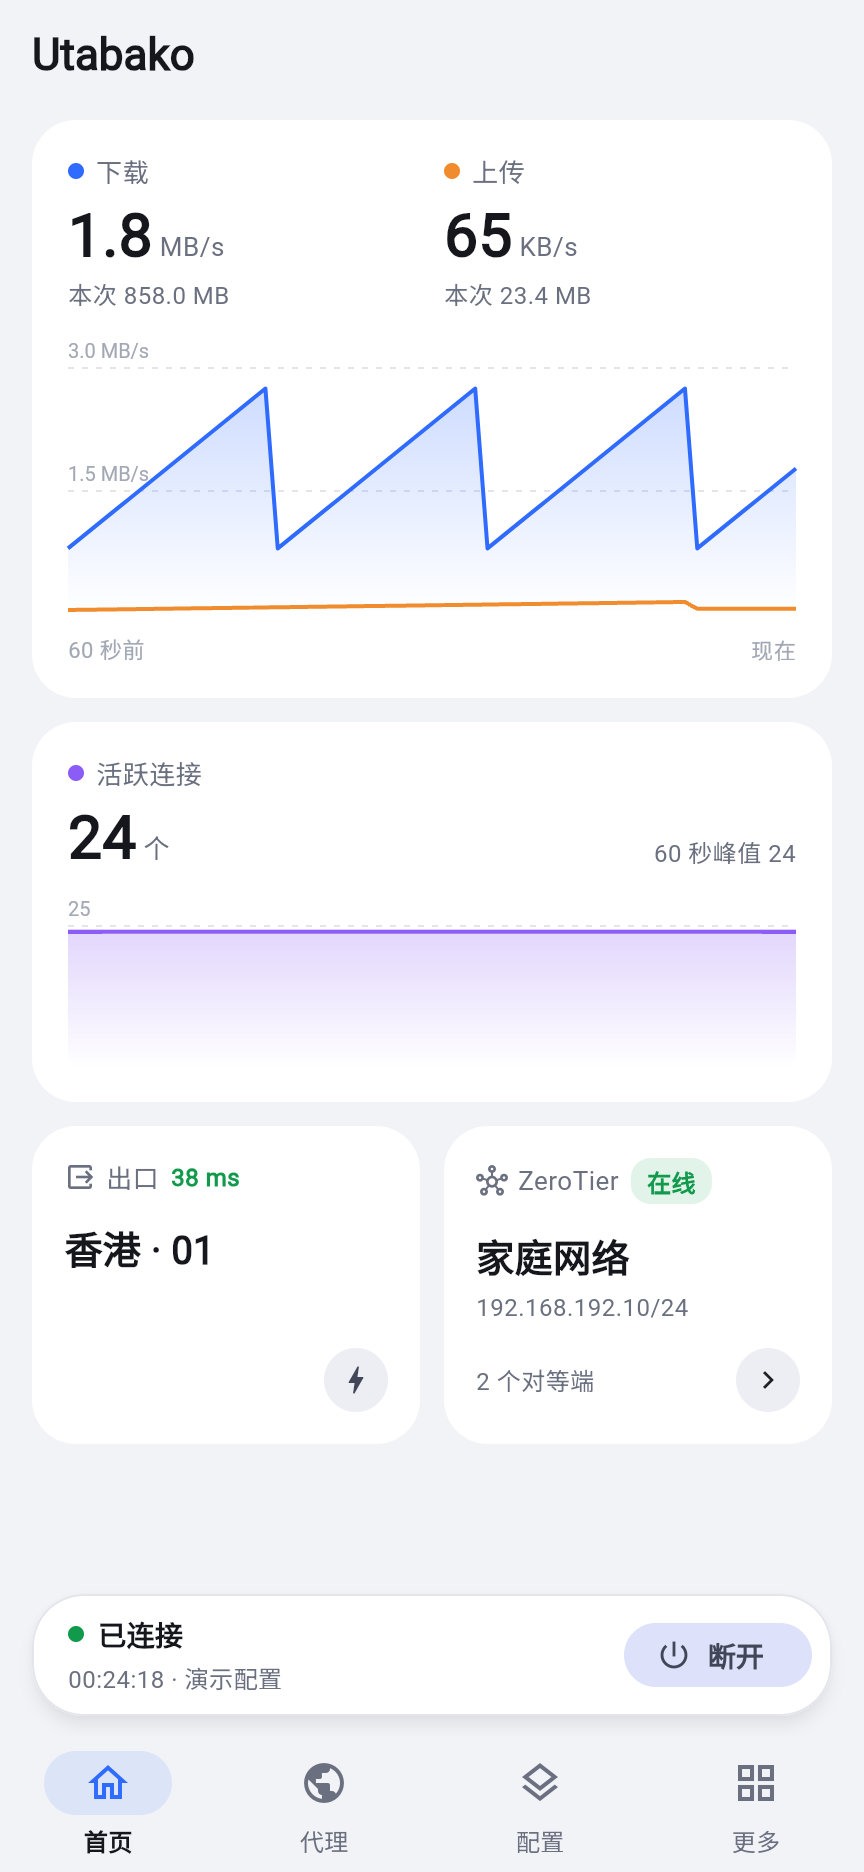 Utabako
下载
1.8 MB/s
本次 858.0 MB
上传
65 KB/s
本次 23.4 MB
3.0 MB/s
1.5 MB/s
60 秒前
现在
活跃连接
24 个
60 秒峰值 24
25
出口 38 ms
香港 · 01
ZeroTier 在线
家庭网络
192.168.192.10/24
2 个对等端
已连接
00:24:18 · 演示配置
断开
首页
代理
配置
更多